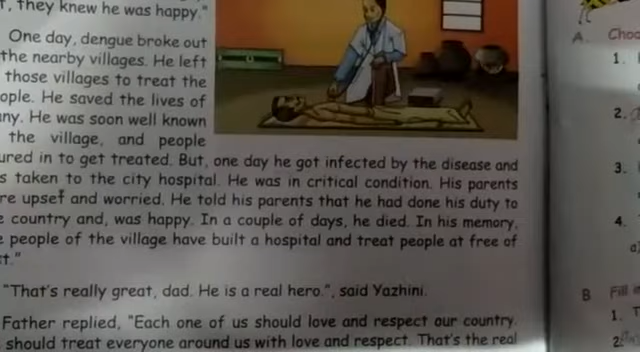 they knew he was happy."
One day, dengue broke out
the nearby villages. He left
those villages to treat the
ople. He saved the lives of
ny. He was soon well known
the village, and people
ured in to get treated. But, one day he got infected by the disease and
s taken to the city hospital. He was in critical condition. His parents
re upset and worried. He told his parents that he had done his duty to
e country and, was happy. In a couple of days, he died. In his memory,
e people of the village have built a hospital and treat people at free of
t."
"That's really great, dad. He is a real hero.", said Yazhini.
Father replied, "Each one of us should love and respect our country.
should treat everyone around us with love and respect. That's the real
A. Choo
1.
2.
3.
4.
a)
B Fill in
1. T
2.